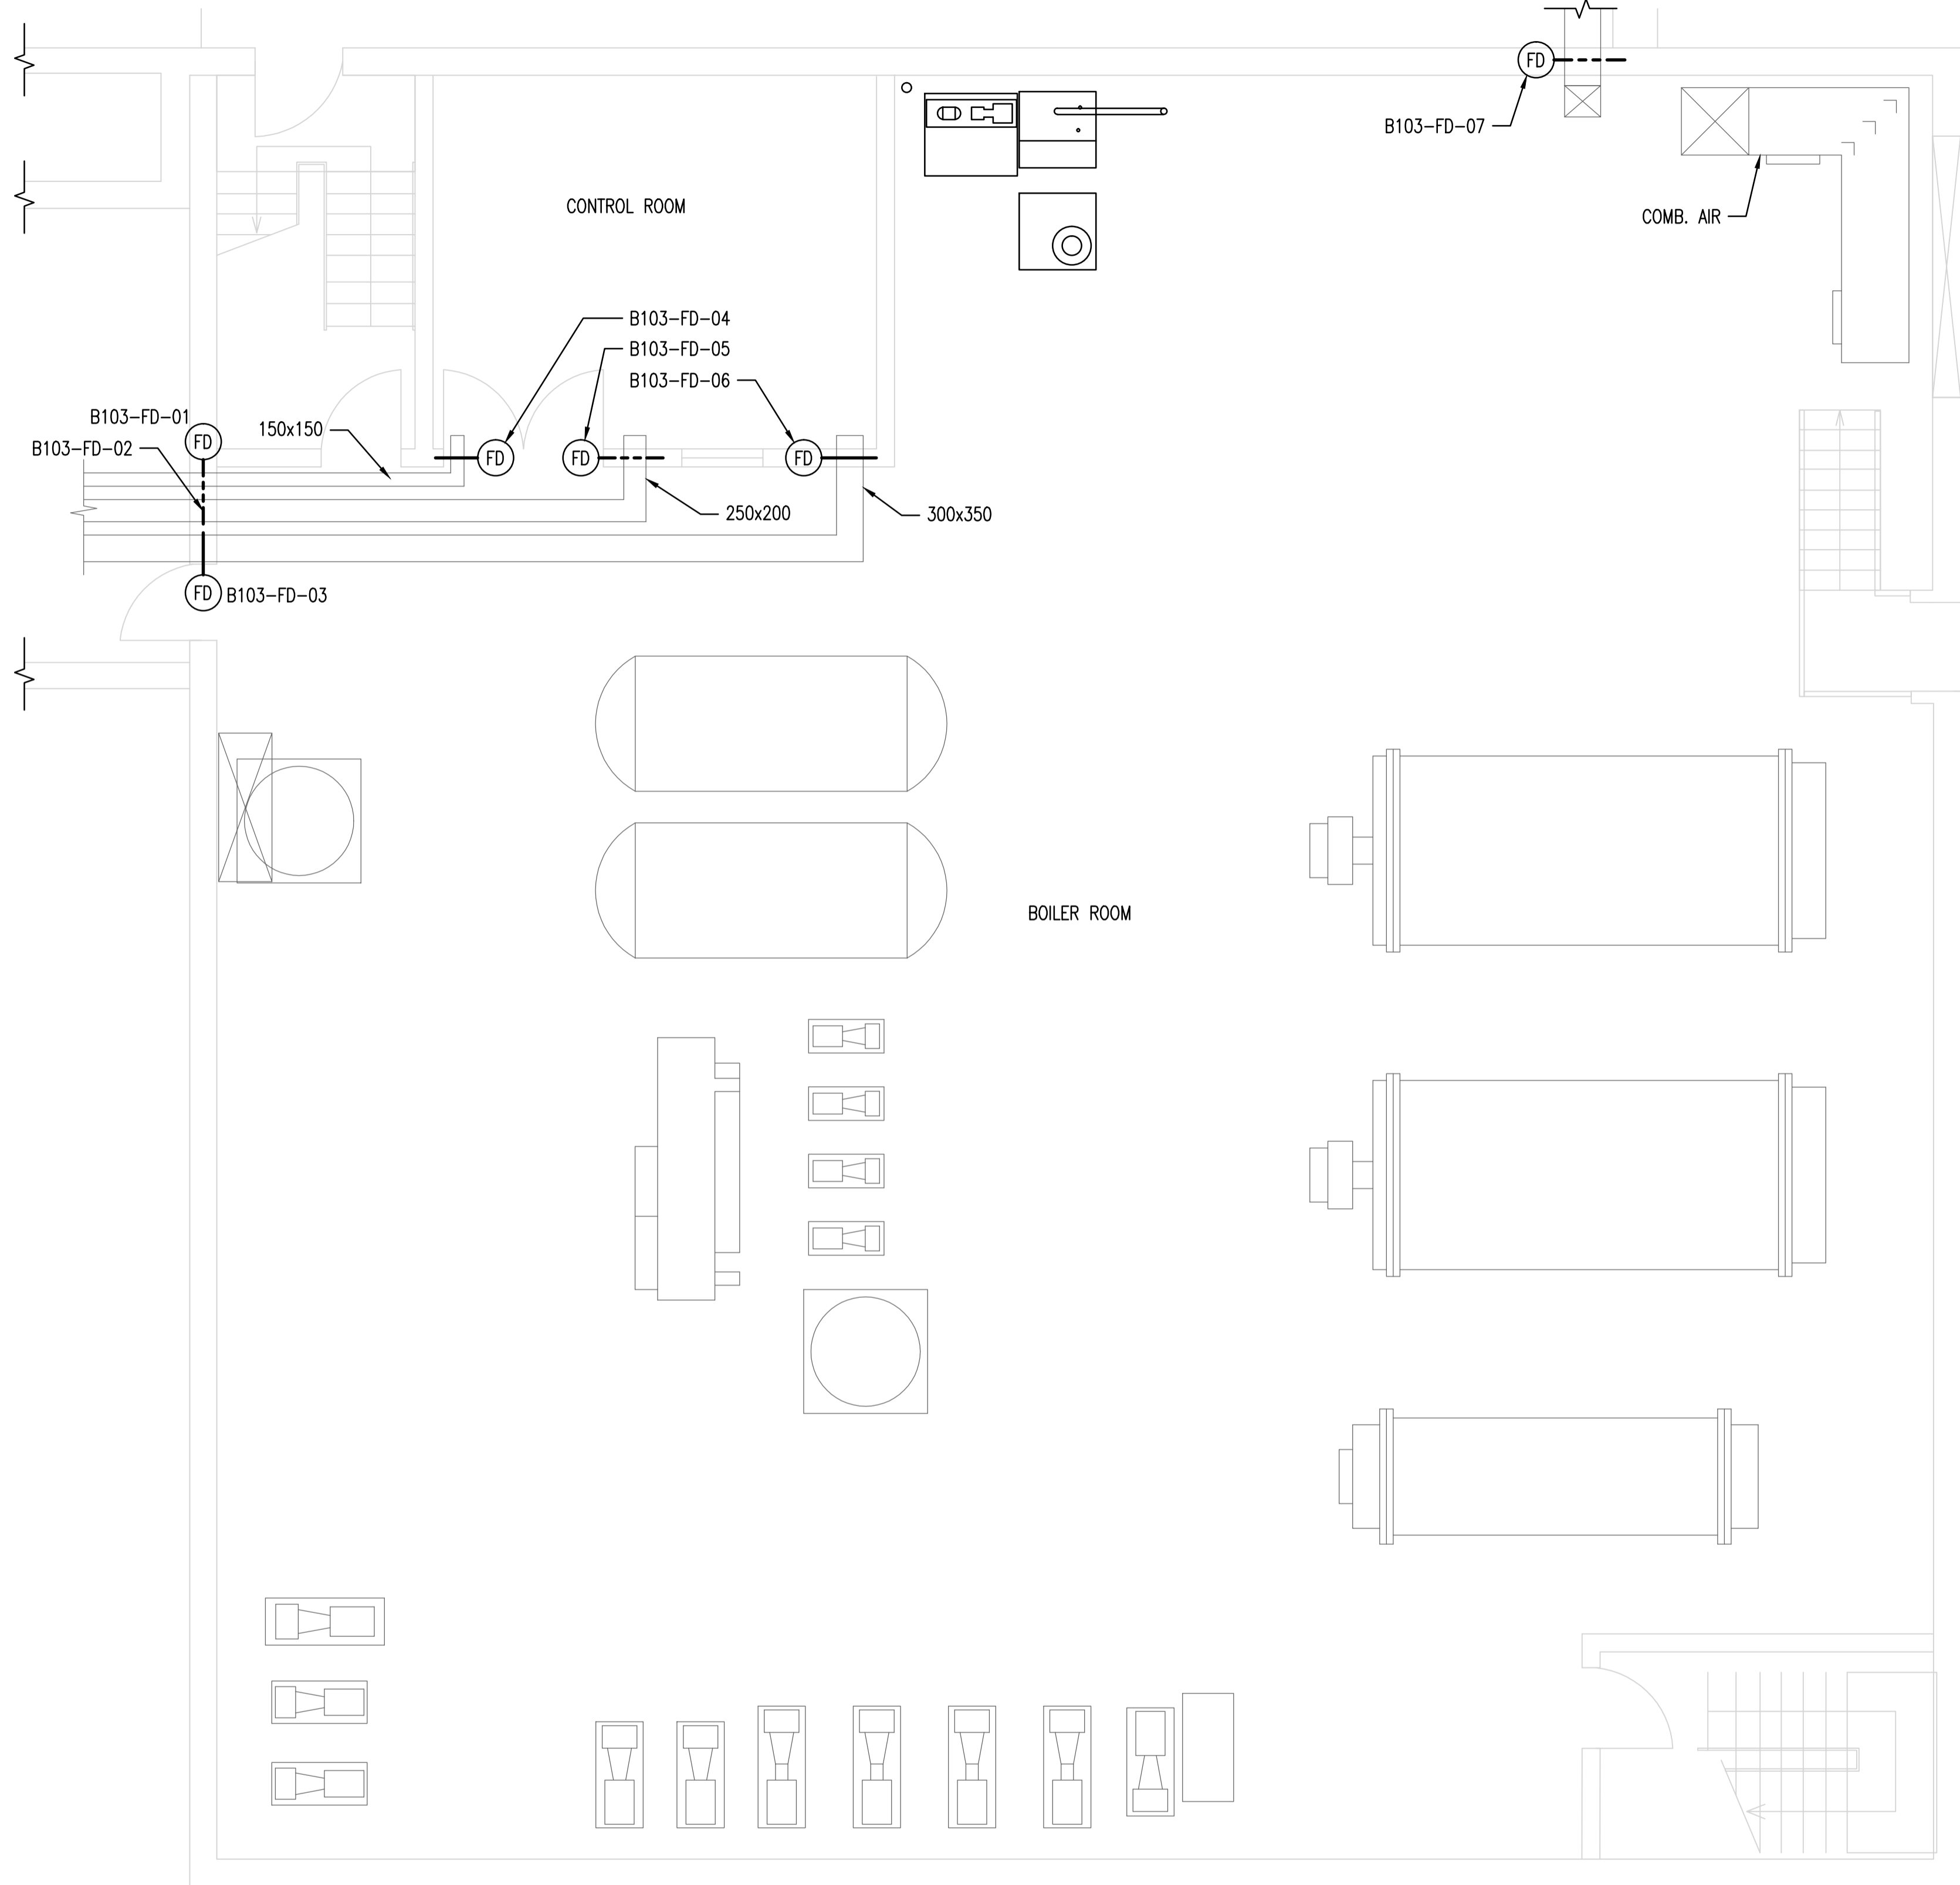 FD
B103-FD-07
CONTROL ROOM
COMB. AIR
B103-FD-04
B103-FD-05
B103-FD-06
B103-FD-01
150x150
FD
B103-FD-02
FD
FD
FD
250x200
300x350
FD
B103-FD-03
BOILER ROOM